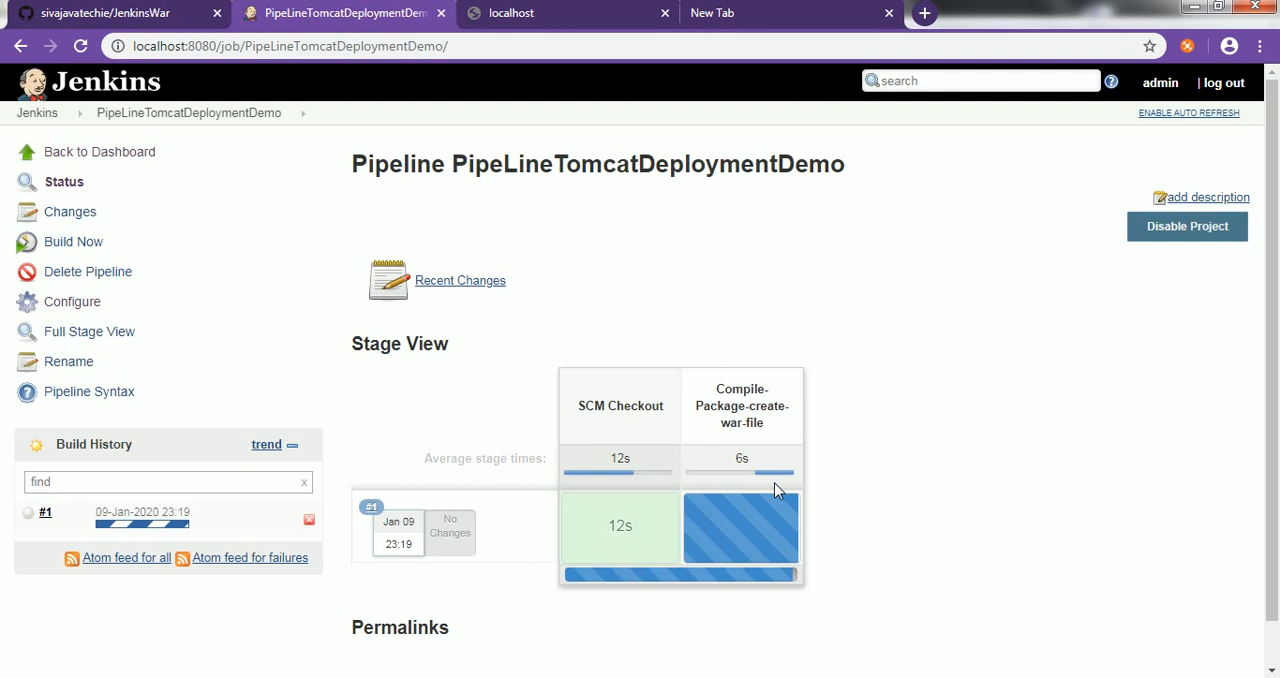 sivajavatechie/JenkinsWar
PipeLineTomcatDeploymentDem
localhost
New Tab
localhost:8080/job/PipeLineTomcatDeploymentDemo/
Jenkins
search
admin
| log out
Jenkins
PipeLineTomcatDeploymentDemo
ENABLE AUTO REFRESH
Back to Dashboard
Status
Changes
Build Now
Delete Pipeline
Configure
Full Stage View
Rename
Pipeline Syntax
Build History
trend
find
x
#1
09-Jan-2020 23:19
Atom feed for all
Atom feed for failures
Pipeline PipeLineTomcatDeploymentDemo
add description
Disable Project
Recent Changes
Stage View
SCM Checkout
Compile-
Package-create-
war-file
Average stage times:
12s
6s
#1
Jan 09
23:19
No
Changes
12s
Permalinks